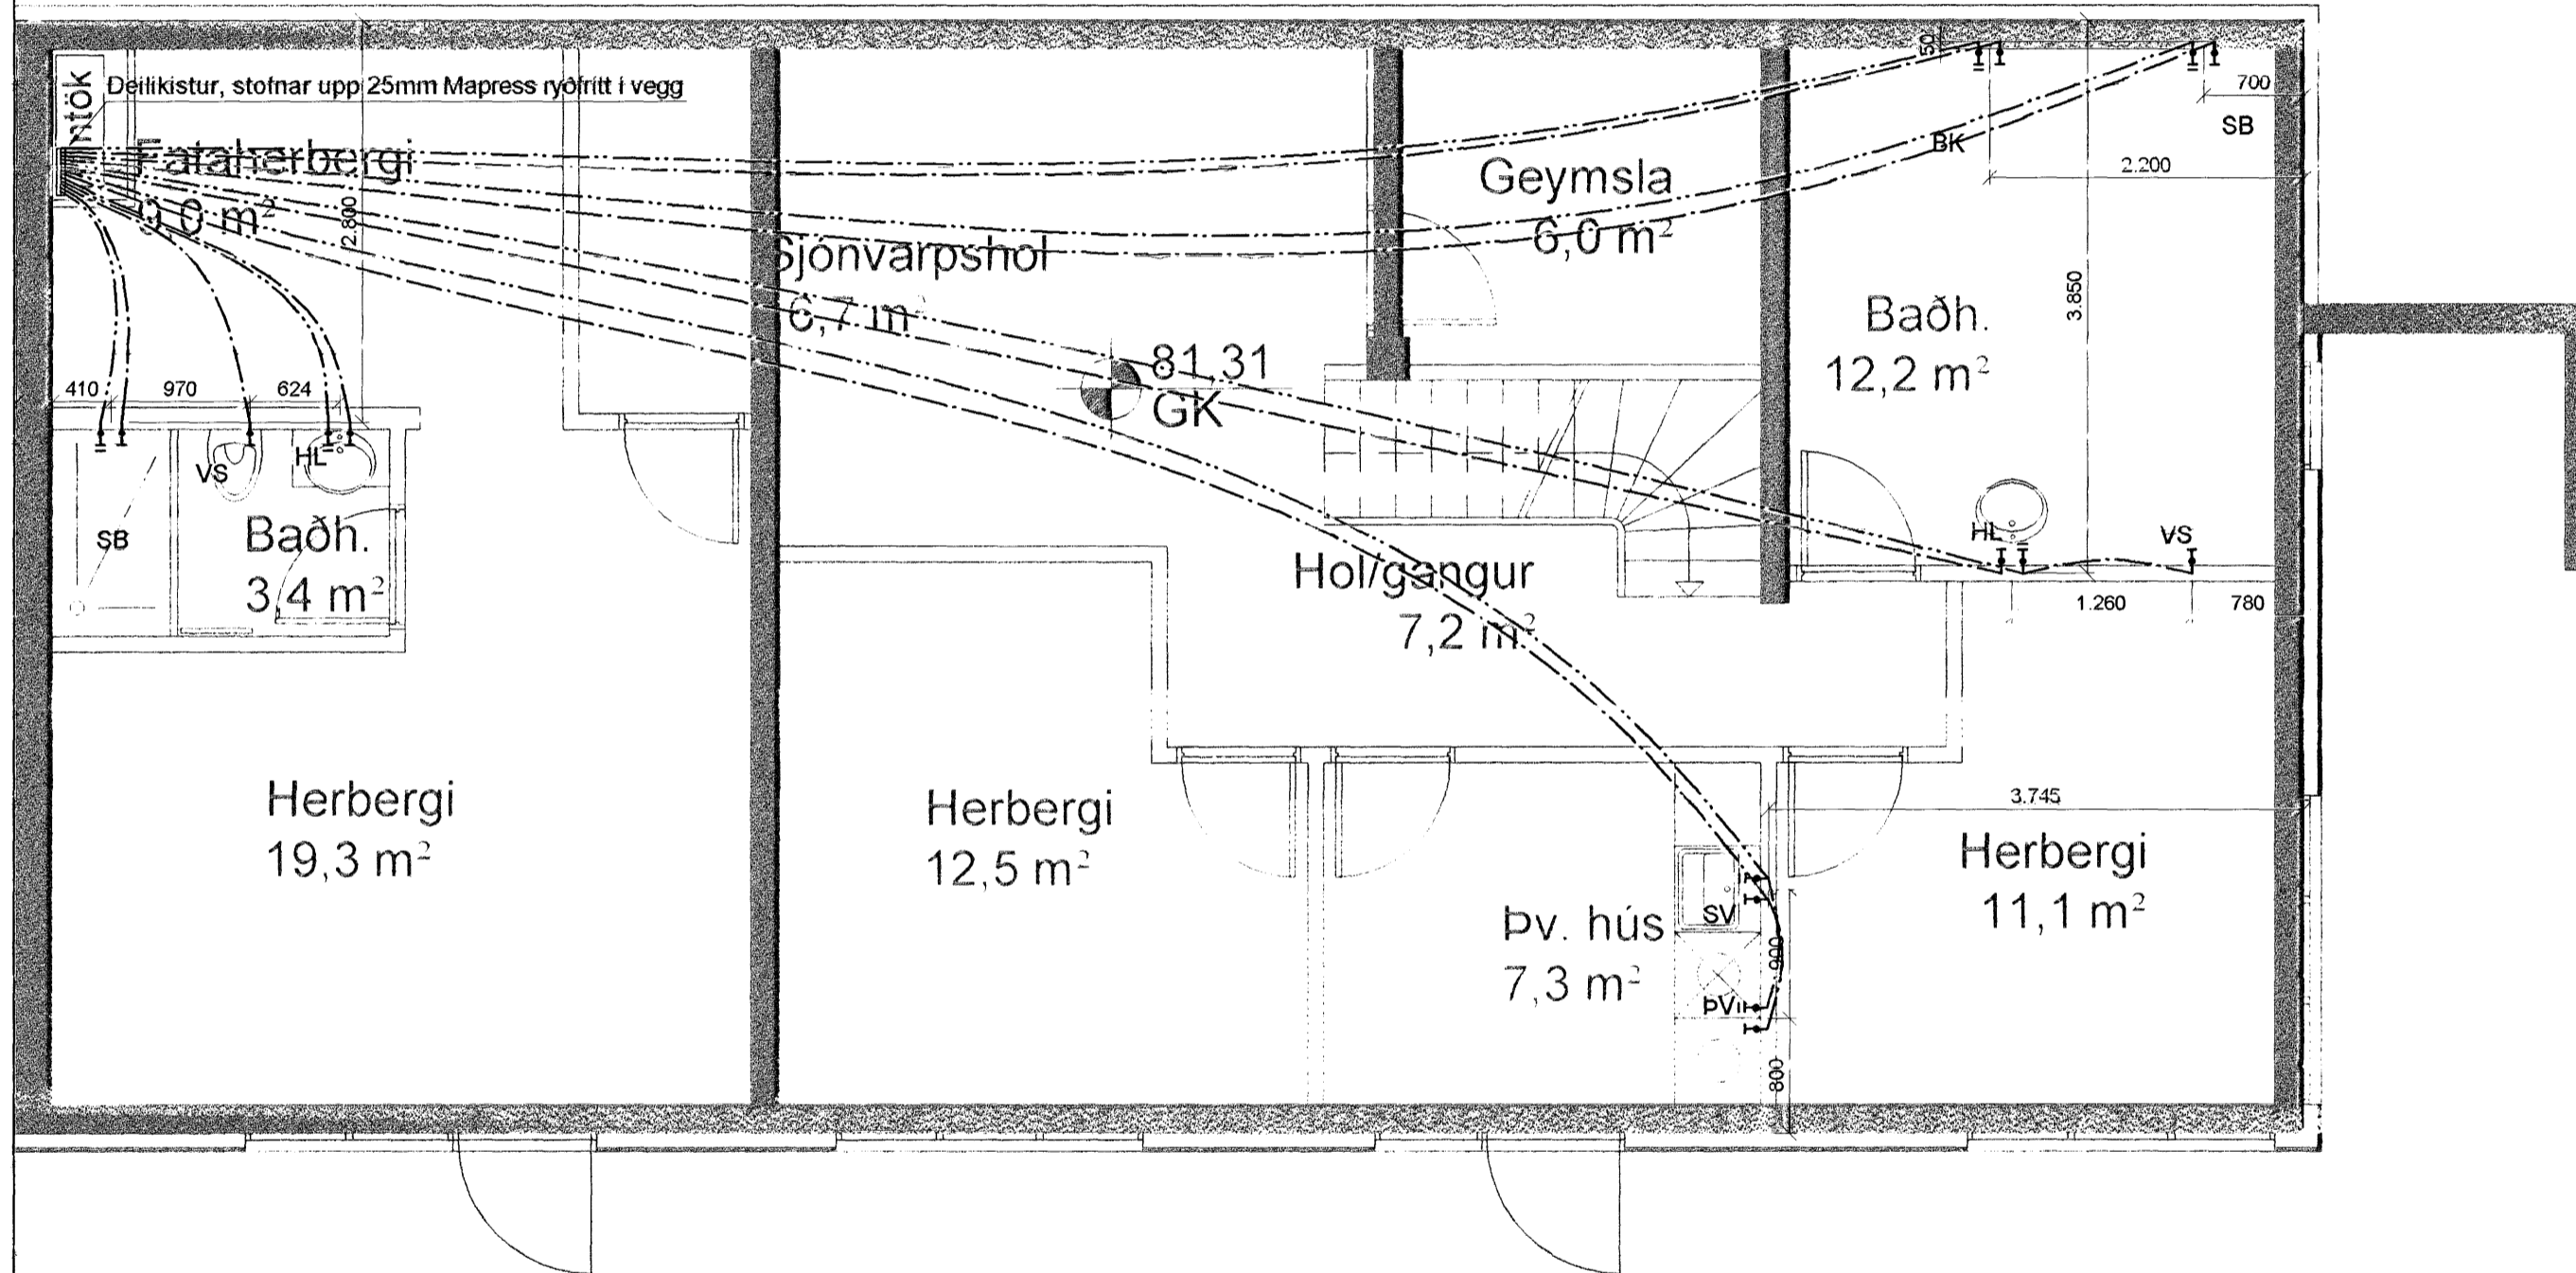 ntök
Deilikistur, stofnar upp 25mm Mapress ryðfrítt í vegg
Fataherbergi
9,0 m²
2.800
410
970
624
VS
HL
SB
Baðh.
3,4 m²
Herbergi
19,3 m²
Sjónvarpshol
6,7 m²
81,31
GK
Geymsla
6,0 m²
Hol/gangur
7,2 m²
Herbergi
12,5 m²
50
700
SB
BK
2.200
3.850
Baðh.
12,2 m²
HL
VS
1.260
780
3.745
Herbergi
11,1 m²
Þv. hús
7,3 m²
SV
900
ÞV
800